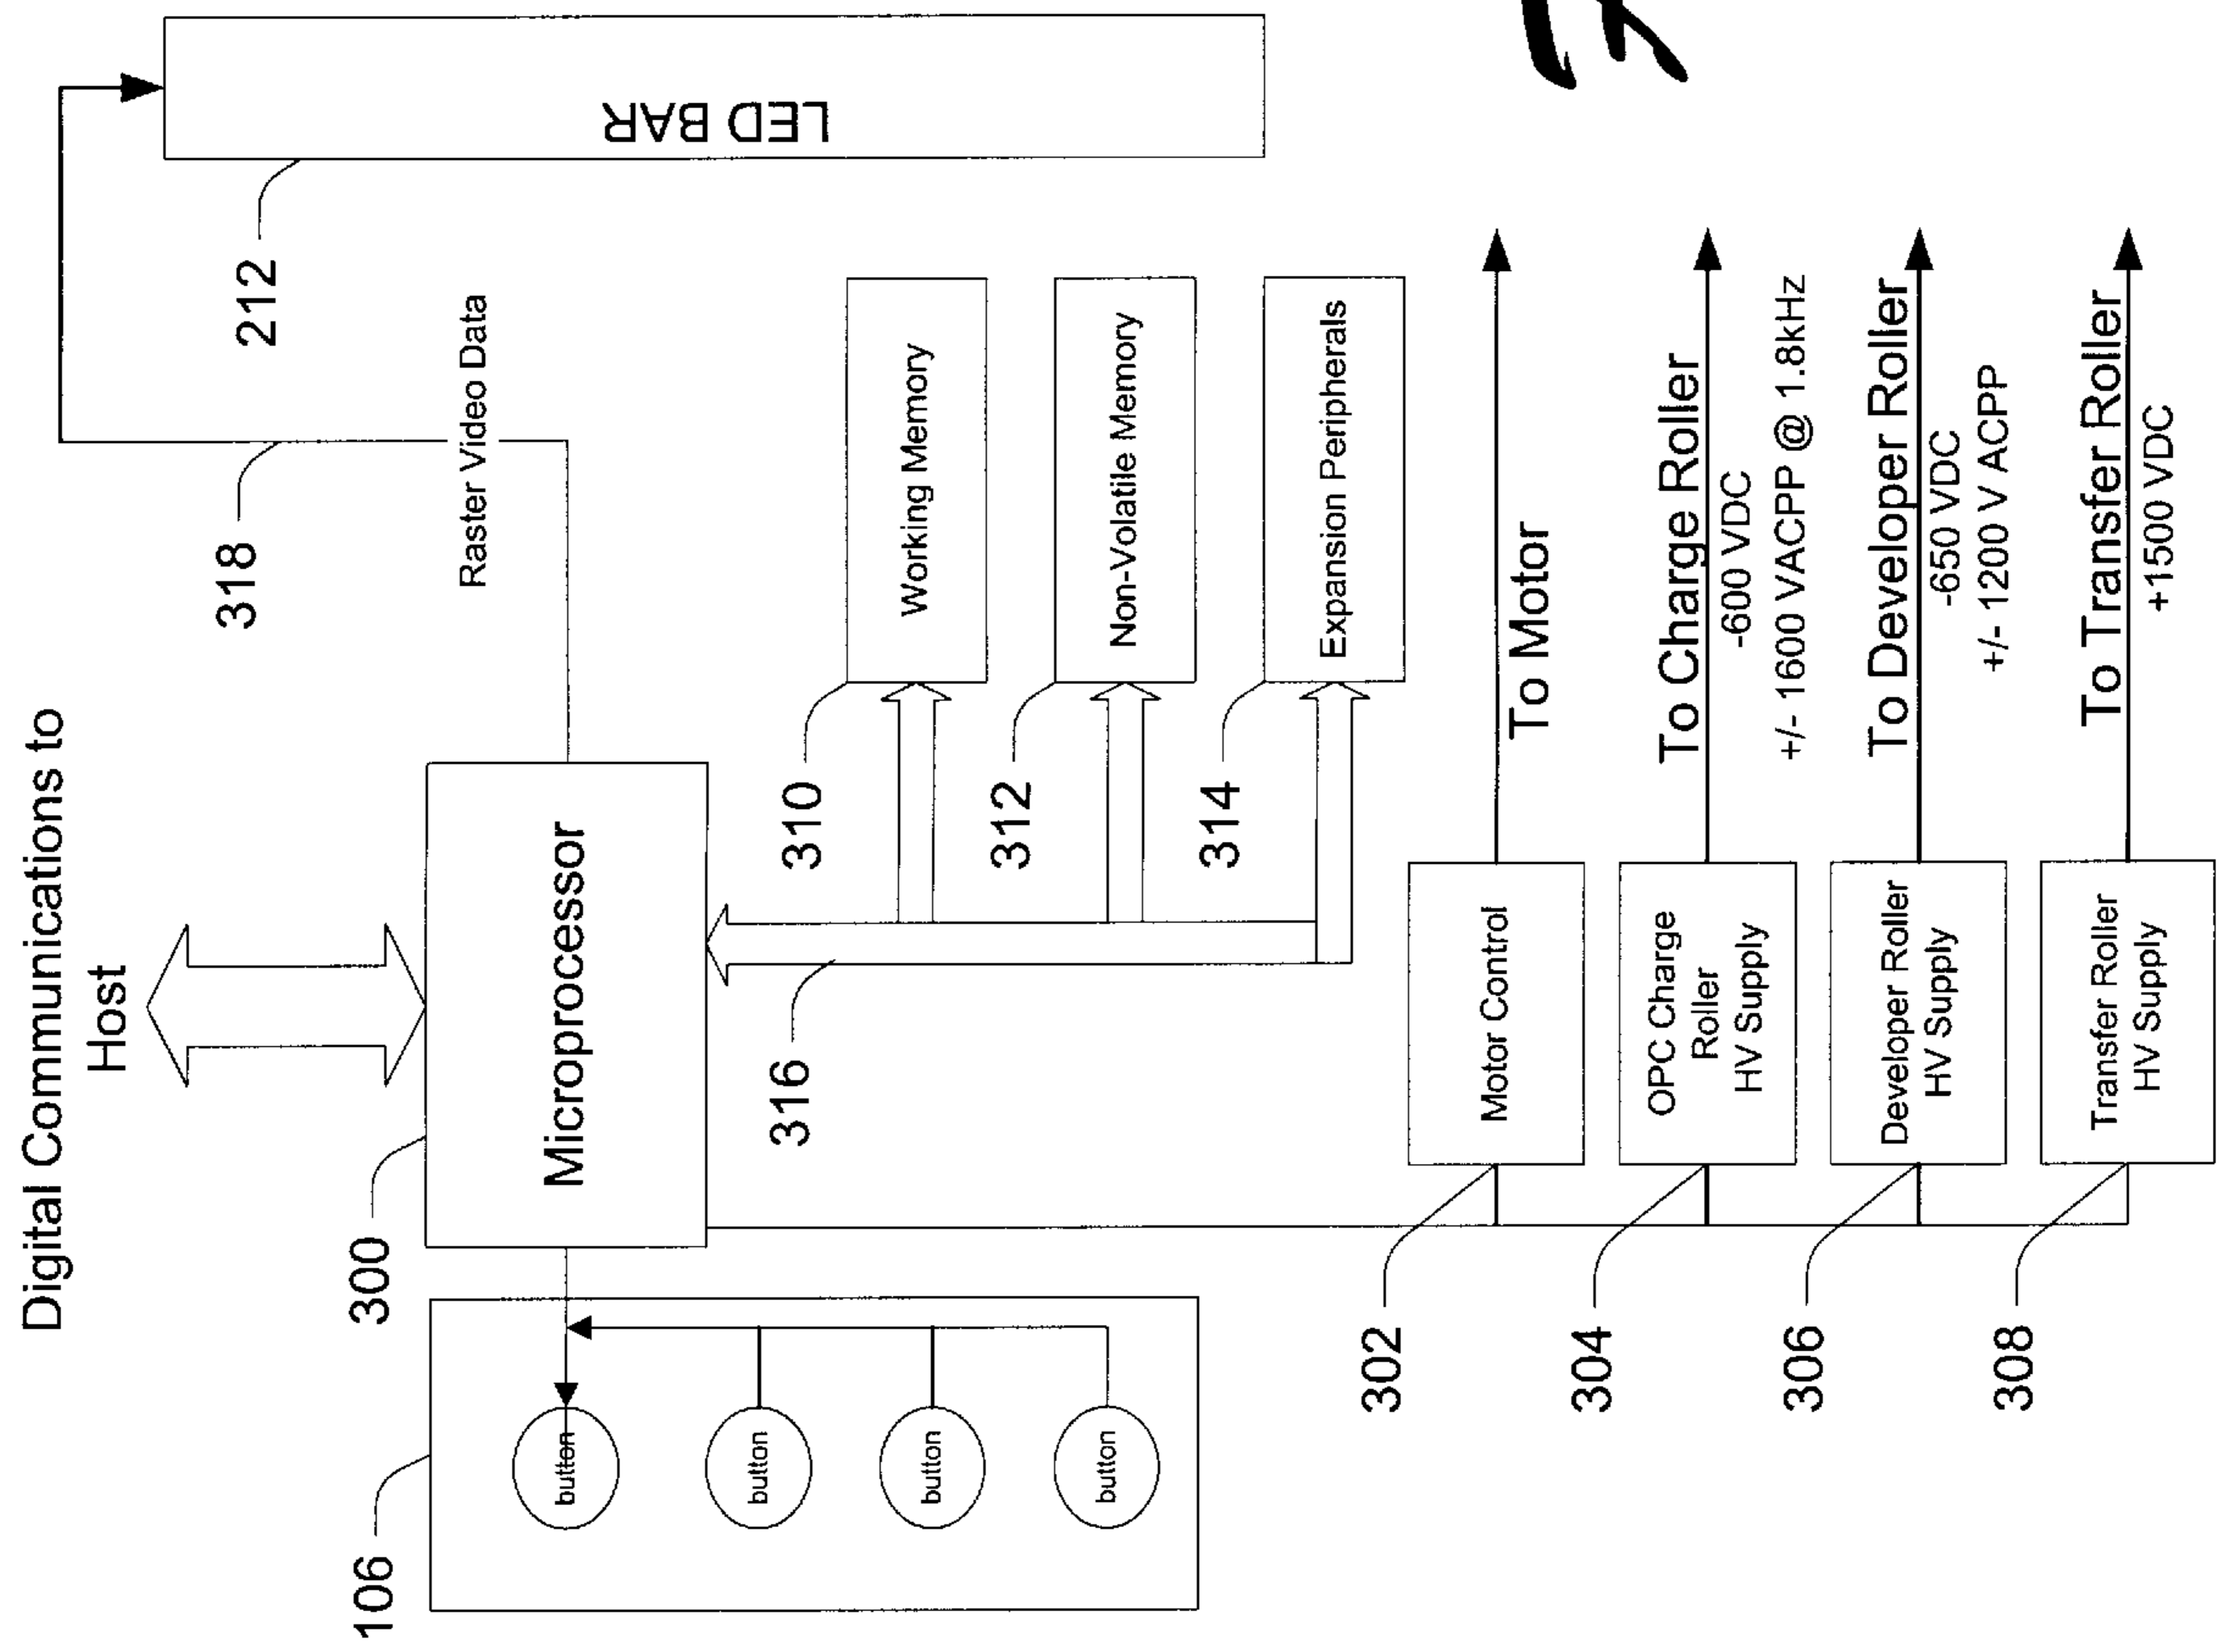 Digital Communications to
Host
300
Microprocessor
106
button
button
button
button
318
Raster Video Data
212
LED BAR
316
310
Working Memory
312
Non-Volatile Memory
314
Expansion Peripherals
302
Motor Control
To Motor
304
OPC Charge
Roller
HV Supply
To Charge Roller
-600 VDC
+/- 1600 VACPP @ 1.8kHz
306
Developer Roller
HV Supply
To Developer Roller
-650 VDC
+/- 1200 V ACPP
308
Transfer Roller
HV Supply
To Transfer Roller
+1500 VDC